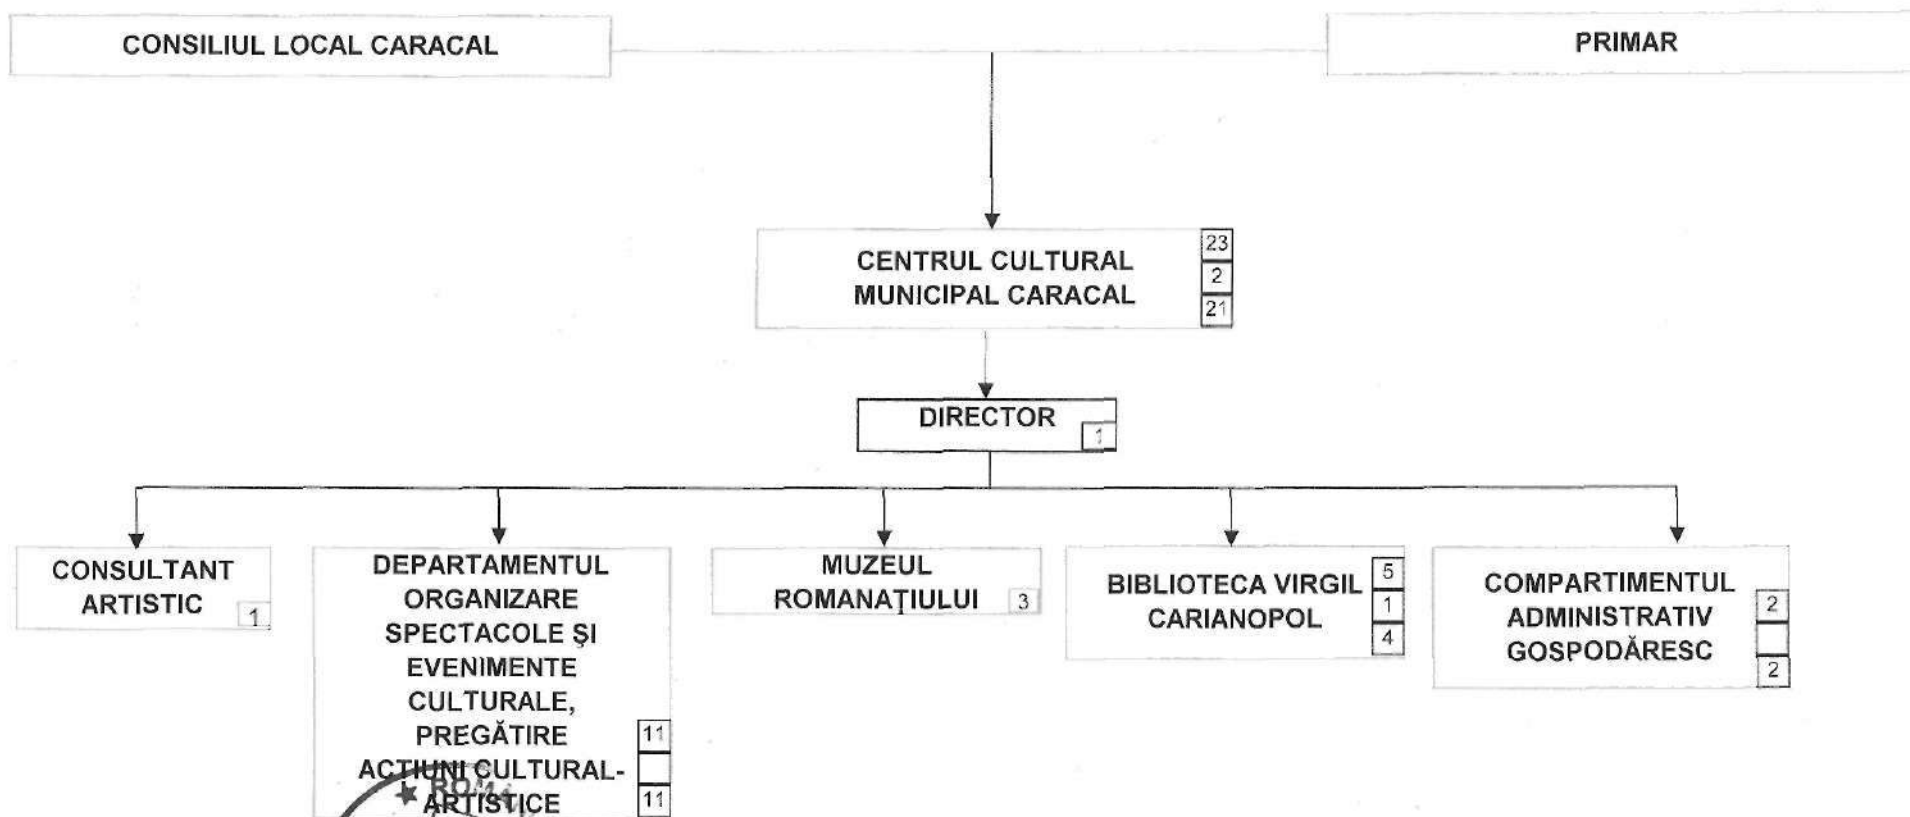 CONSILIUL LOCAL CARACAL
PRIMAR
CENTRUL CULTURAL
MUNICIPAL CARACAL
23
2
21
DIRECTOR
1
CONSULTANT
ARTISTIC
1
DEPARTAMENTUL
ORGANIZARE
SPECTACOLE ŞI
EVENIMENTE
CULTURALE,
PREGĂTIRE
ACŢIUNI CULTURAL-
ARTISTICE
11
11
MUZEUL
ROMANAŢIULUI
3
BIBLIOTECA VIRGIL
CARIANOPOL
5
1
4
COMPARTIMENTUL
ADMINISTRATIV
GOSPODĂRESC
2
2